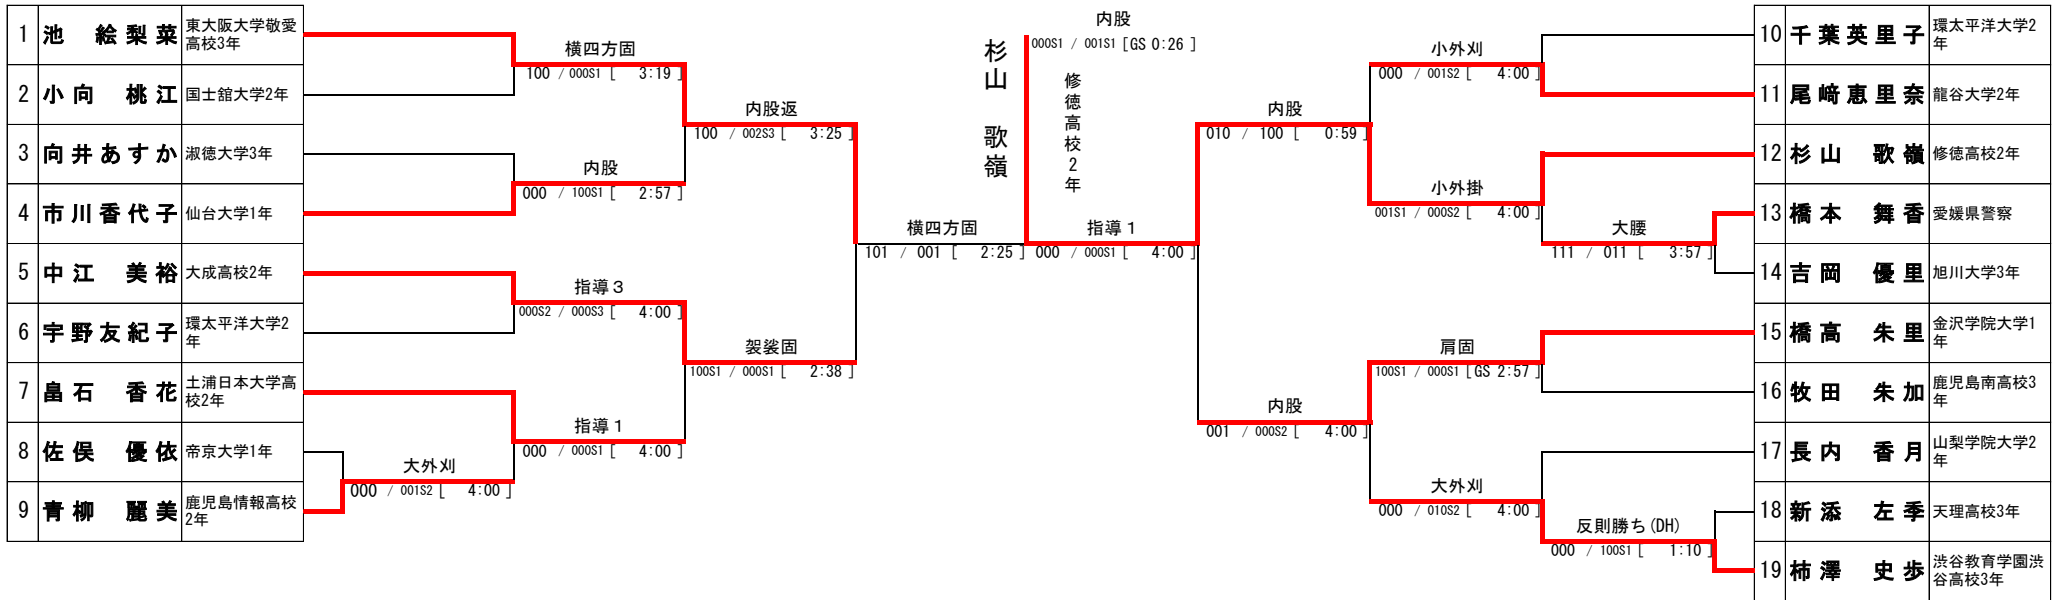 1 池　絵梨菜 東大阪大学敬愛
高校3年
2 小向　桃江 国士舘大学2年
3 向井あすか 淑徳大学3年
4 市川香代子 仙台大学1年
5 中江　美裕 大成高校2年
6 宇野友紀子 環太平洋大学2
年
7 畠石　香花 土浦日本大学高
校2年
8 佐俣　優依 帝京大学1年
9 青柳　麗美 鹿児島情報高校
2年
横四方固
100 / 000S1 [ 3:19 ]
内股
000 / 100S1 [ 2:57 ]
指導3
000S2 / 000S3 [ 4:00 ]
指導1
000 / 000S1 [ 4:00 ]
大外刈
000 / 001S2 [ 4:00 ]
内股返
100 / 002S3 [ 3:25 ]
袈裟固
100S1 / 000S1 [ 2:38 ]
横四方固
101 / 001 [ 2:25 ]
杉山　歌嶺
内股
000S1 / 001S1 [GS 0:26 ]
修徳高校2年
指導1
000 / 000S1 [ 4:00 ]
内股
010 / 100 [ 0:59 ]
内股
001 / 000S2 [ 4:00 ]
小外刈
000 / 001S2 [ 4:00 ]
小外掛
001S1 / 000S2 [ 4:00 ]
大腰
111 / 011 [ 3:57 ]
肩固
100S1 / 000S1 [GS 2:57 ]
大外刈
000 / 010S2 [ 4:00 ]
反則勝ち(DH)
000 / 100S1 [ 1:10 ]
10 千葉英里子 環太平洋大学2
年
11 尾﨑恵里奈 龍谷大学2年
12 杉山　歌嶺 修徳高校2年
13 橋本　舞香 愛媛県警察
14 吉岡　優里 旭川大学3年
15 橋高　朱里 金沢学院大学1
年
16 牧田　朱加 鹿児島南高校3
年
17 長内　香月 山梨学院大学2
年
18 新添　左季 天理高校3年
19 柿澤　史歩 渋谷教育学園渋
谷高校3年